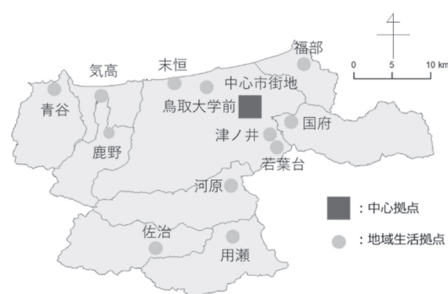 福部
0 5 10 km
末恒
気高
中心市街地
青谷
鳥取大学前
国府
津ノ井
鹿野
若葉台
河原
：中心拠点
佐治
：地域生活拠点
用瀬